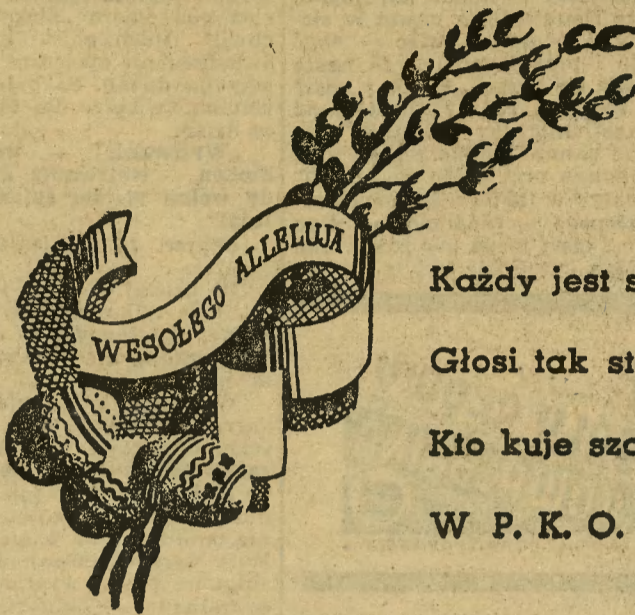 WESOŁEGO ALLELUJA
Każdy jest
Głosi tak
Kto kuje
W P. K. O.